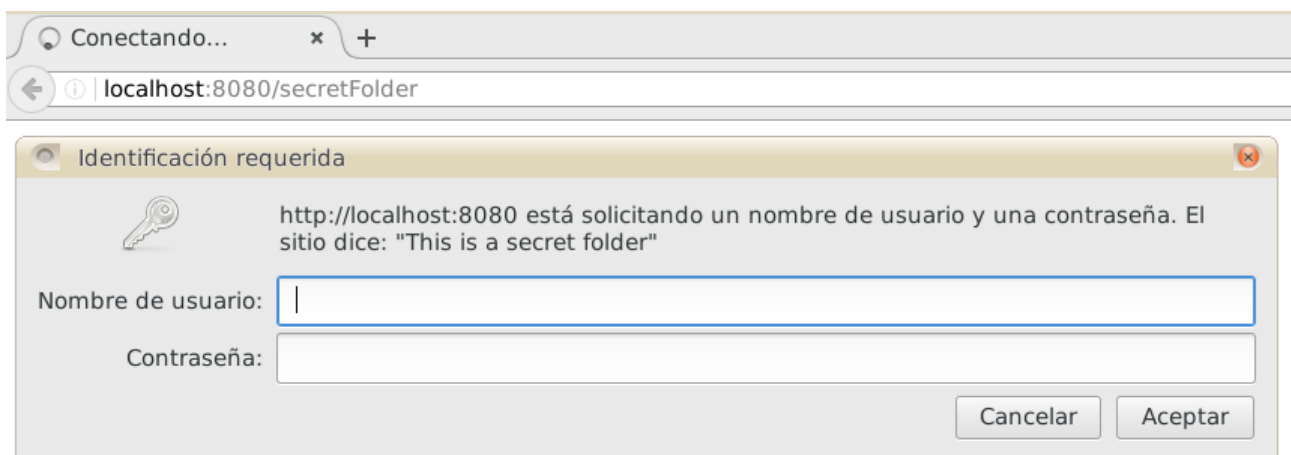 Conectando...
localhost:8080/secretFolder
Identificación requerida
http://localhost:8080 está solicitando un nombre de usuario y una contraseña. El
sitio dice: "This is a secret folder"
Nombre de usuario:
Contraseña:
Cancelar Aceptar